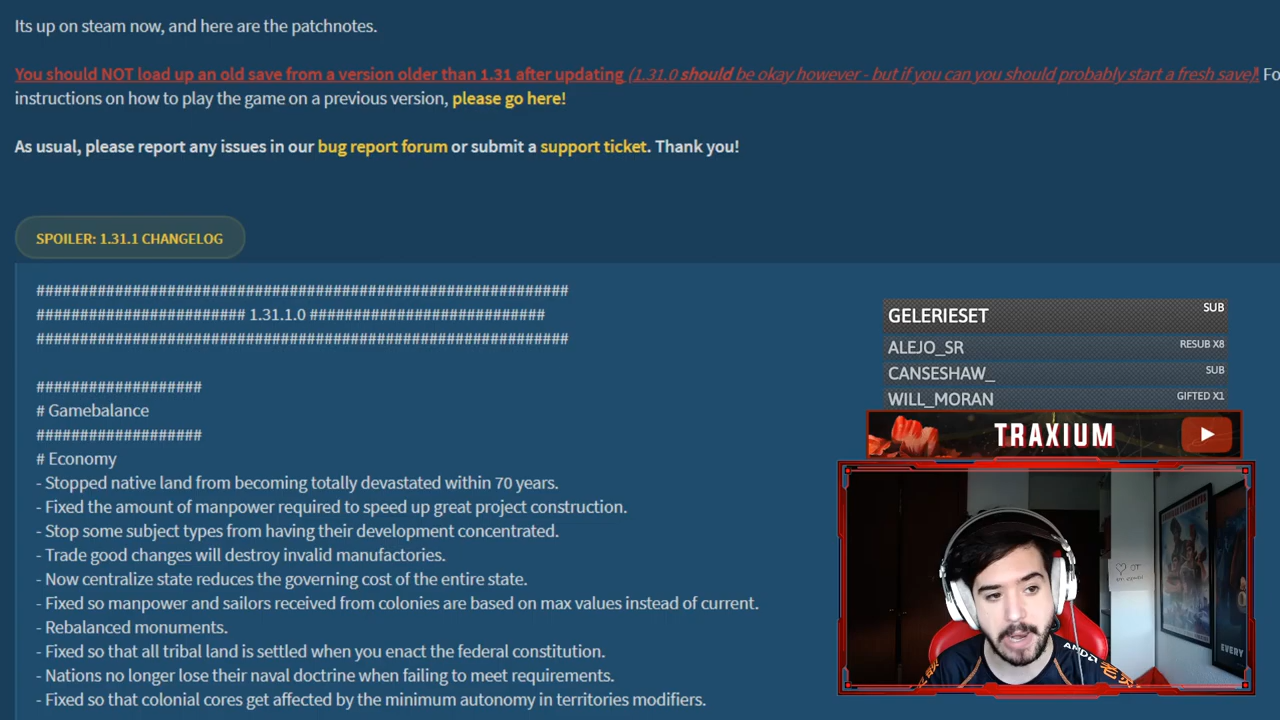 Its up on steam now, and here are the patchnotes.
You should NOT load up an old save from a version older than 1.31 after updating (1.31.0 should be okay however - but if you can you should probably start a fresh save)! Fo
instructions on how to play the game on a previous version, please go here!
As usual, please report any issues in our bug report forum or submit a support ticket. Thank you!
SPOILER: 1.31.1 CHANGELOG
#############################################################
######################## 1.31.1.0 ###########################
#############################################################
###################
# Gamebalance
###################
# Economy
- Stopped native land from becoming totally devastated within 70 years.
- Fixed the amount of manpower required to speed up great project construction.
- Stop some subject types from having their development concentrated.
- Trade good changes will destroy invalid manufactories.
- Now centralize state reduces the governing cost of the entire state.
- Fixed so manpower and sailors received from colonies are based on max values instead of current.
- Rebalanced monuments.
- Fixed so that all tribal land is settled when you enact the federal constitution.
- Nations no longer lose their naval doctrine when failing to meet requirements.
- Fixed so that colonial cores get affected by the minimum autonomy in territories modifiers.
GELERIESET SUB
ALEJO_SR RESUB X8
CANSESHAW_ SUB
WILL_MORAN GIFTED X1
TRAXIUM
AMD
EVERY